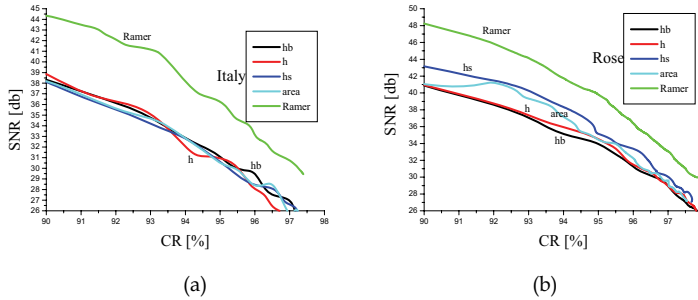 45
44
43
42
41
40
39
38
37
36
35
34
33
32
31
30
29
28
27
26
90 91 92 93 94 95 96 97 98
SNR [db]
CR [%]
Ramer
Italy
hb
h
hs
area
Ramer
h
hb
(a)
50
48
46
44
42
40
38
36
34
32
30
28
26
90 91 92 93 94 95 96 97
SNR [db]
CR [%]
Ramer
Rose
hb
h
hs
area
Ramer
hs
area
h
hb
(b)